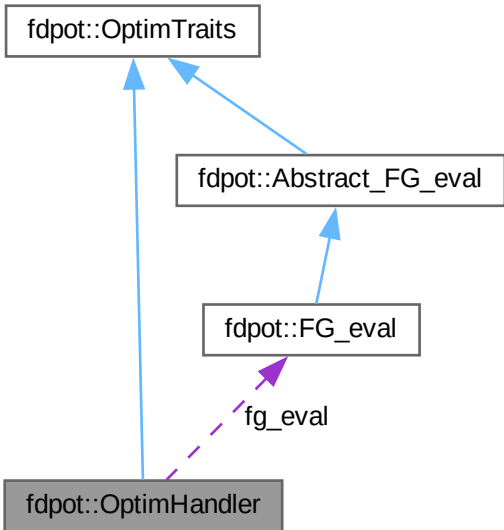 fdpot::OptimTraits
fdpot::Abstract_FG_eval
fdpot::FG_eval
fg_eval
fdpot::OptimHandler